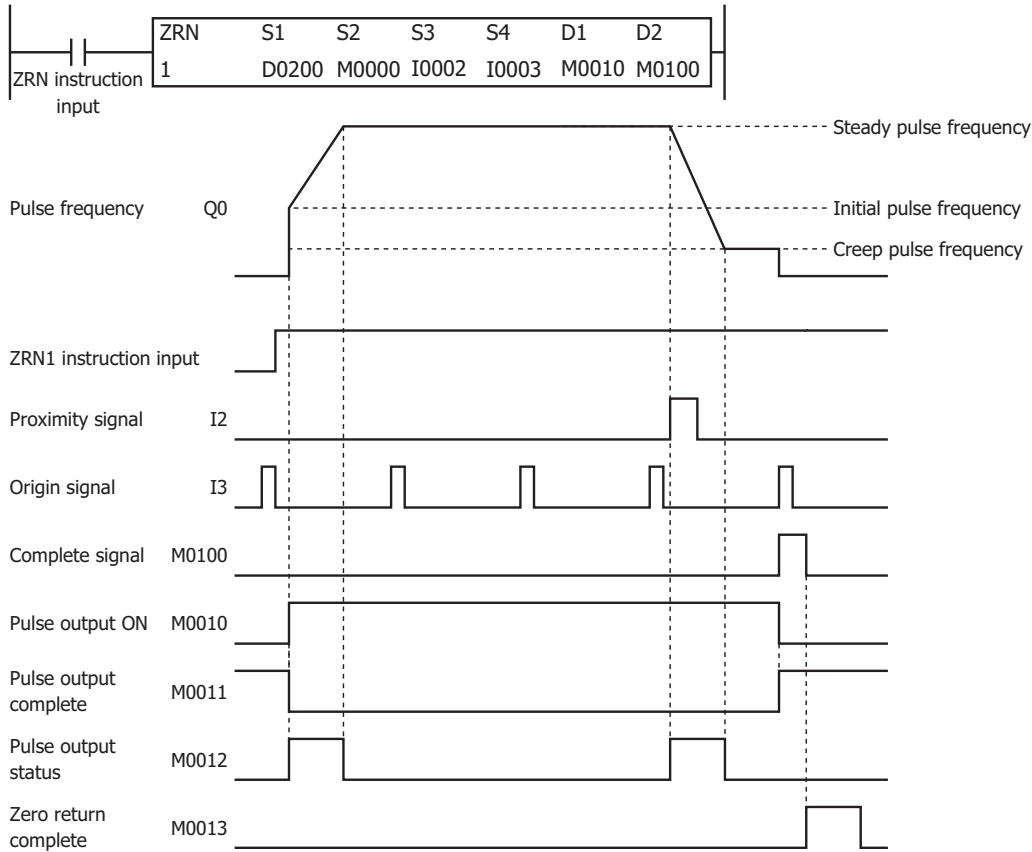 ZRN S1 S2 S3 S4 D1 D2
1 D0200 M0000 I0002 I0003 M0010 M0100
ZRN instruction
input
Steady pulse frequency
Pulse frequency Q0
Initial pulse frequency
Creep pulse frequency
ZRN1 instruction input
Proximity signal I2
Origin signal I3
Complete signal M0100
Pulse output ON M0010
Pulse output
complete M0011
Pulse output
status M0012
Zero return
complete M0013